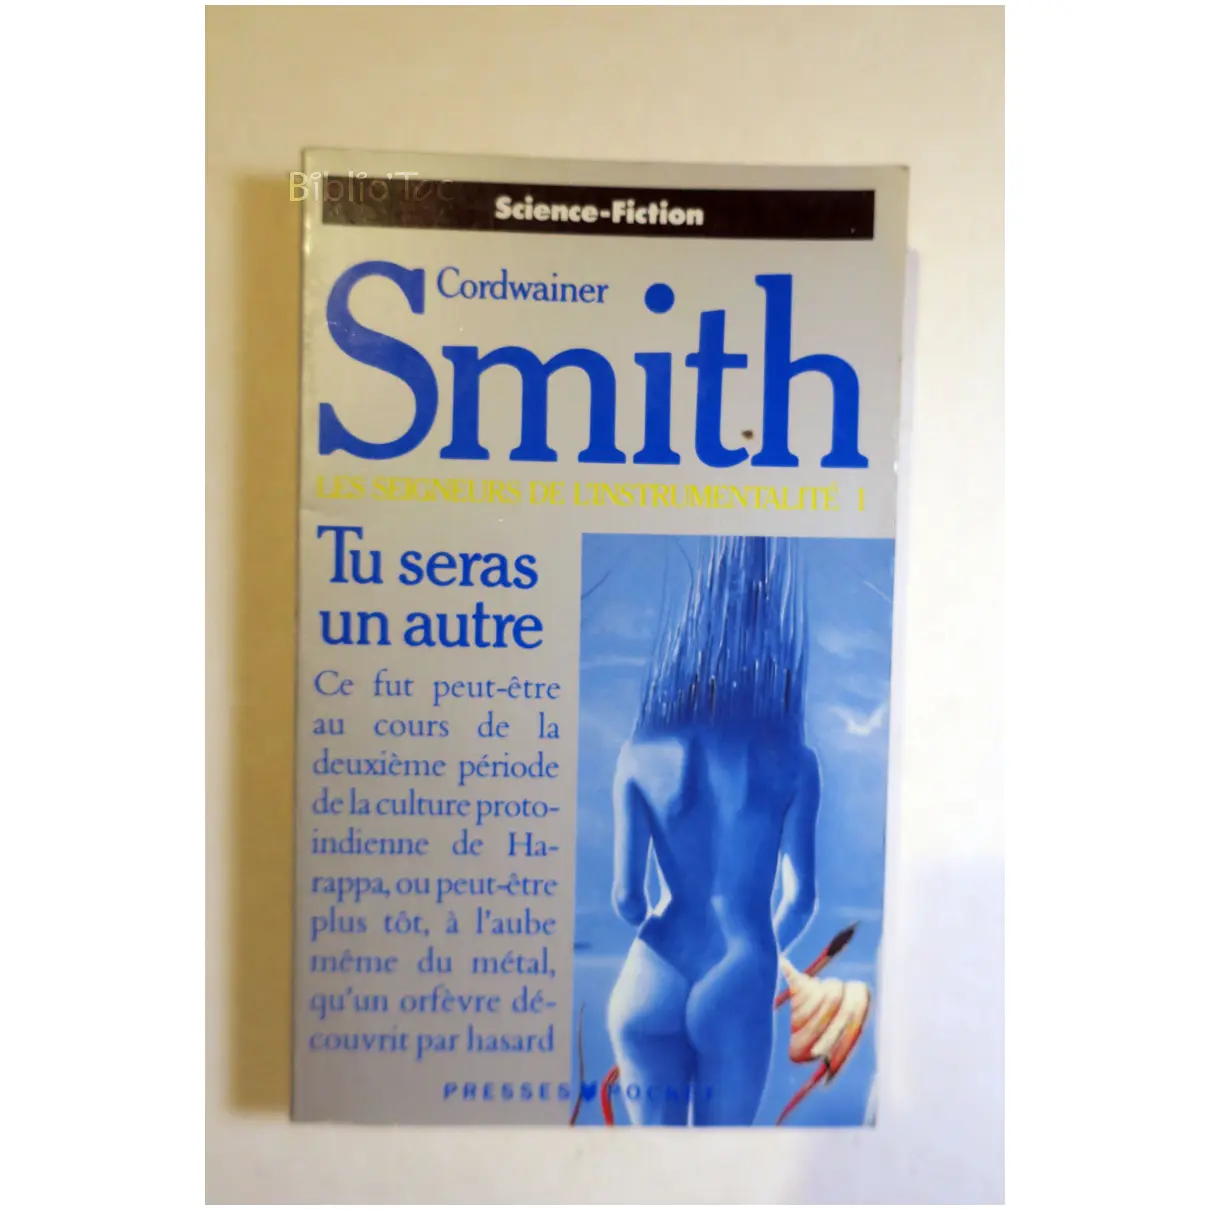 Biblio'Toc
Science-Fiction
Cordwainer
Smith
LES SEIGNEURS DE L'INSTRUMENTALITÉ I
Tu seras
un autre
Ce fut peut-être
au cours de la
deuxième période
de la culture proto-
indienne de Ha-
rappa, ou peut-être
plus tôt, à l'aube
même du métal,
qu'un orfèvre dé-
couvrit par hasard
PRESSES POCKET